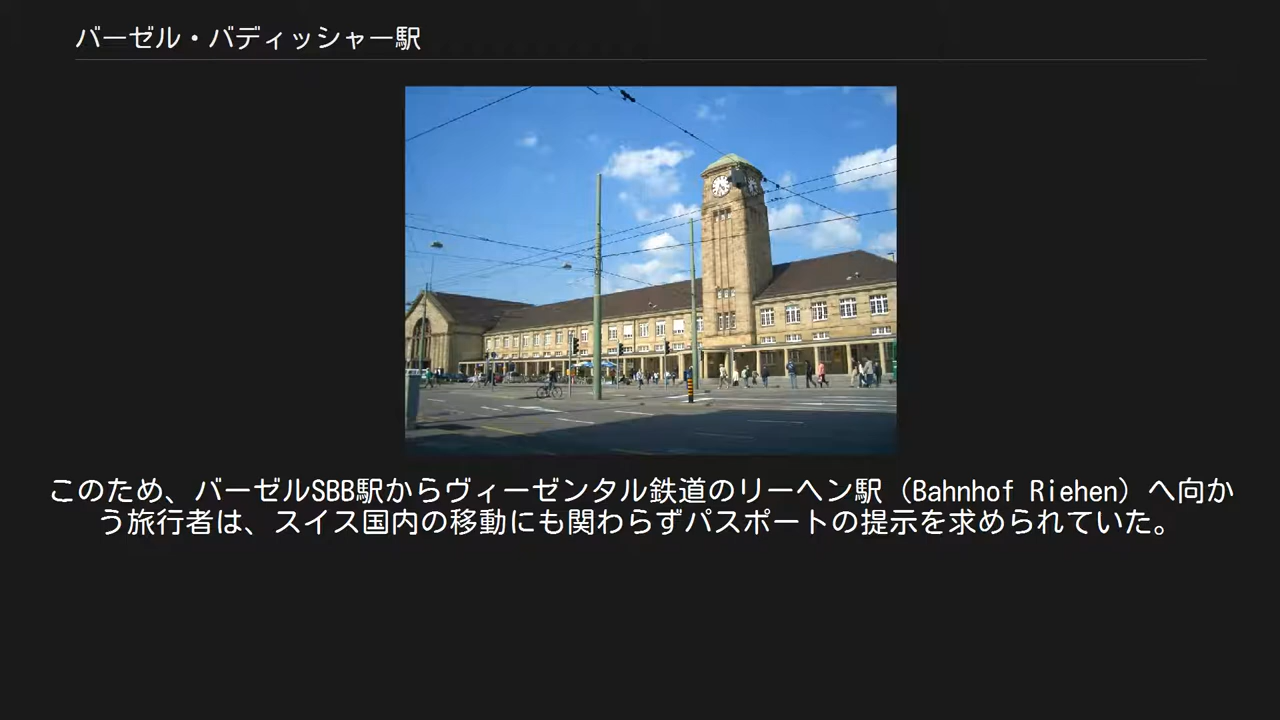 バーゼル・バディッシャー駅
このため、バーゼルSBB駅からヴィーゼンタル鉄道のリーヘン駅（Bahnhof Riehen）へ向か
う旅行者は、スイス国内の移動にも関わらずパスポートの提示を求められていた。